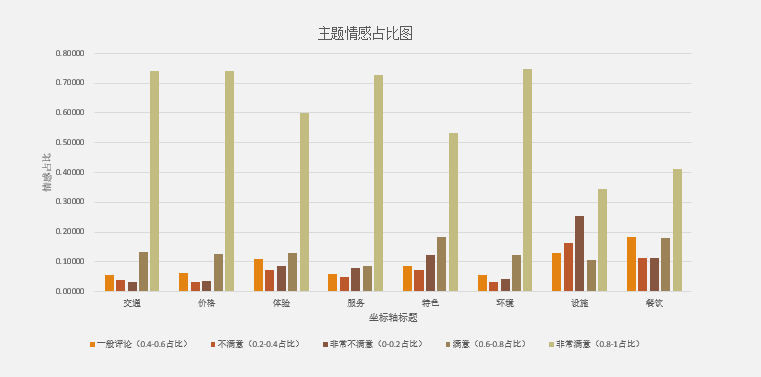 主题情感占比图
0.80000
0.70000
0.60000
0.50000
0.40000
0.30000
0.20000
0.10000
0.00000
情感占比
交通 价格 体验 服务 特色 环境 设施 餐饮
坐标轴标题
一般评论（0.4-0.6占比） 不满意（0.2-0.4占比） 非常不满意（0-0.2占比） 满意（0.6-0.8占比） 非常满意（0.8-1占比）